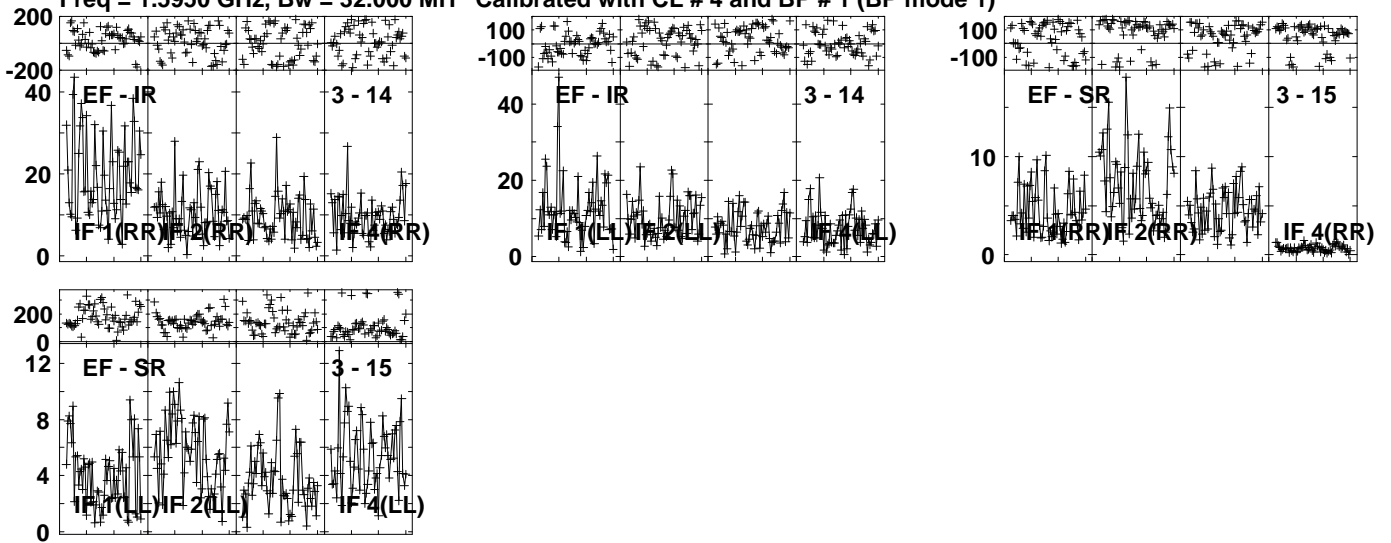 Freq = 1.5950 GHz, Bw = 32.000 MH Calibrated with CL # 4 and BP # 1 (BP mode 1)
200
-200
40
20
0
EF - IR
3 - 14
IF 1(RR)
IF 2(RR)
IF 4(RR)
100
-100
40
20
0
EF - IR
3 - 14
IF 1(LL)
IF 2(LL)
IF 4(LL)
100
-100
10
0
EF - SR
3 - 15
IF 1(RR)
IF 2(RR)
IF 4(RR)
200
0
12
8
4
0
EF - SR
3 - 15
IF 1(LL)
IF 2(LL)
IF 4(LL)